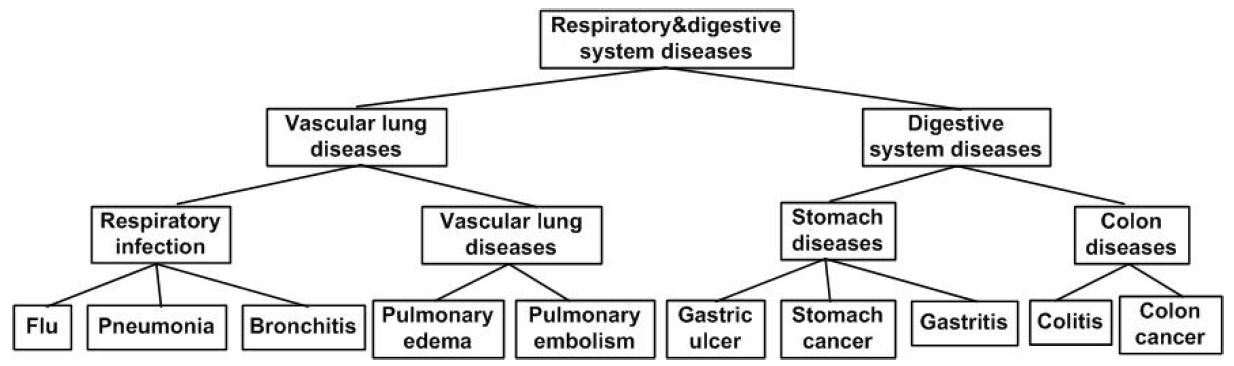 Respiratory&digestive
system diseases
Vascular lung
diseases
Digestive
system diseases
Respiratory
infection
Vascular lung
diseases
Stomach
diseases
Colon
diseases
Flu
Pneumonia
Bronchitis
Pulmonary
edema
Pulmonary
embolism
Gastric
ulcer
Stomach
cancer
Gastritis
Colitis
Colon
cancer